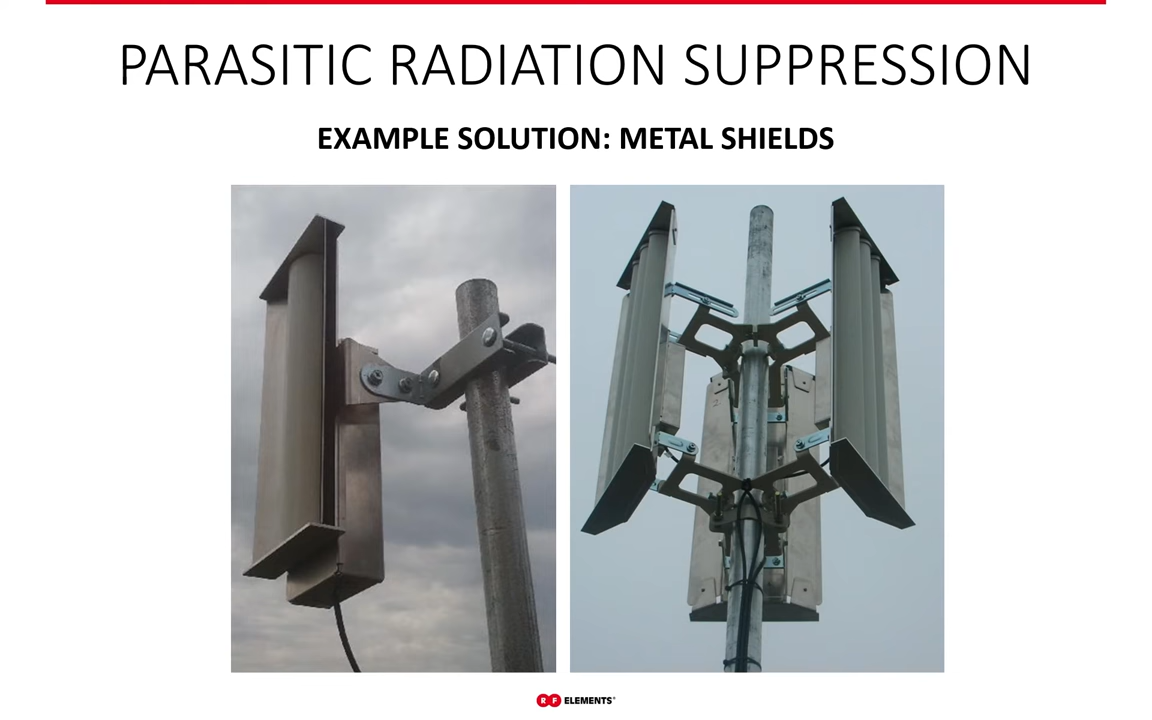 PARASITIC RADIATION SUPPRESSION
EXAMPLE SOLUTION: METAL SHIELDS
RF ELEMENTS®